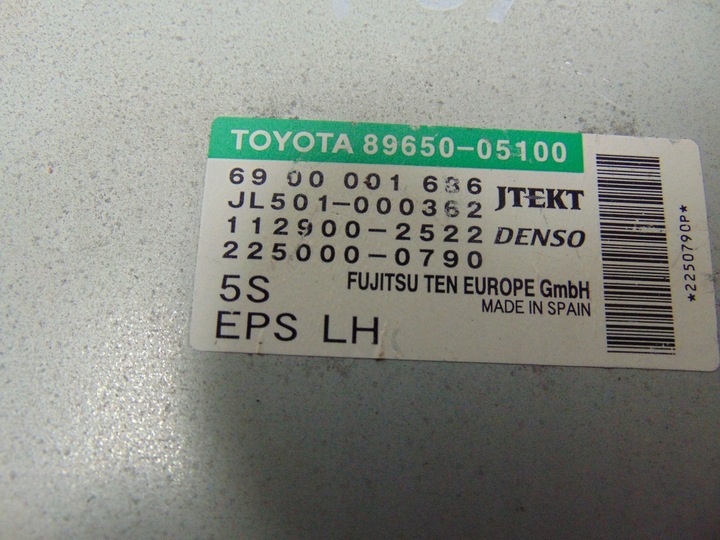 TOYOTA 89650-05100
69 00 001 636
JL501-000362
JTEKT
112900-2522
DENSO
225000-0790
5S
FUJITSU TEN EUROPE GmbH
MADE IN SPAIN
EPS LH
*2250790P*